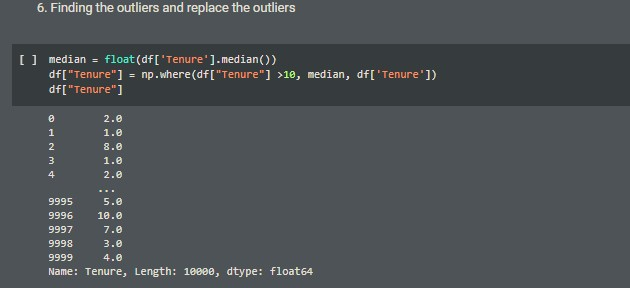 6. Finding the outliers and replace the outliers
[ ] median = float(df['Tenure'].median())
df["Tenure"] = np.where(df["Tenure"] >10, median, df['Tenure'])
df["Tenure"]
0 2.0
1 1.0
2 8.0
3 1.0
4 2.0
...
9995 5.0
9996 10.0
9997 7.0
9998 3.0
9999 4.0
Name: Tenure, Length: 10000, dtype: float64